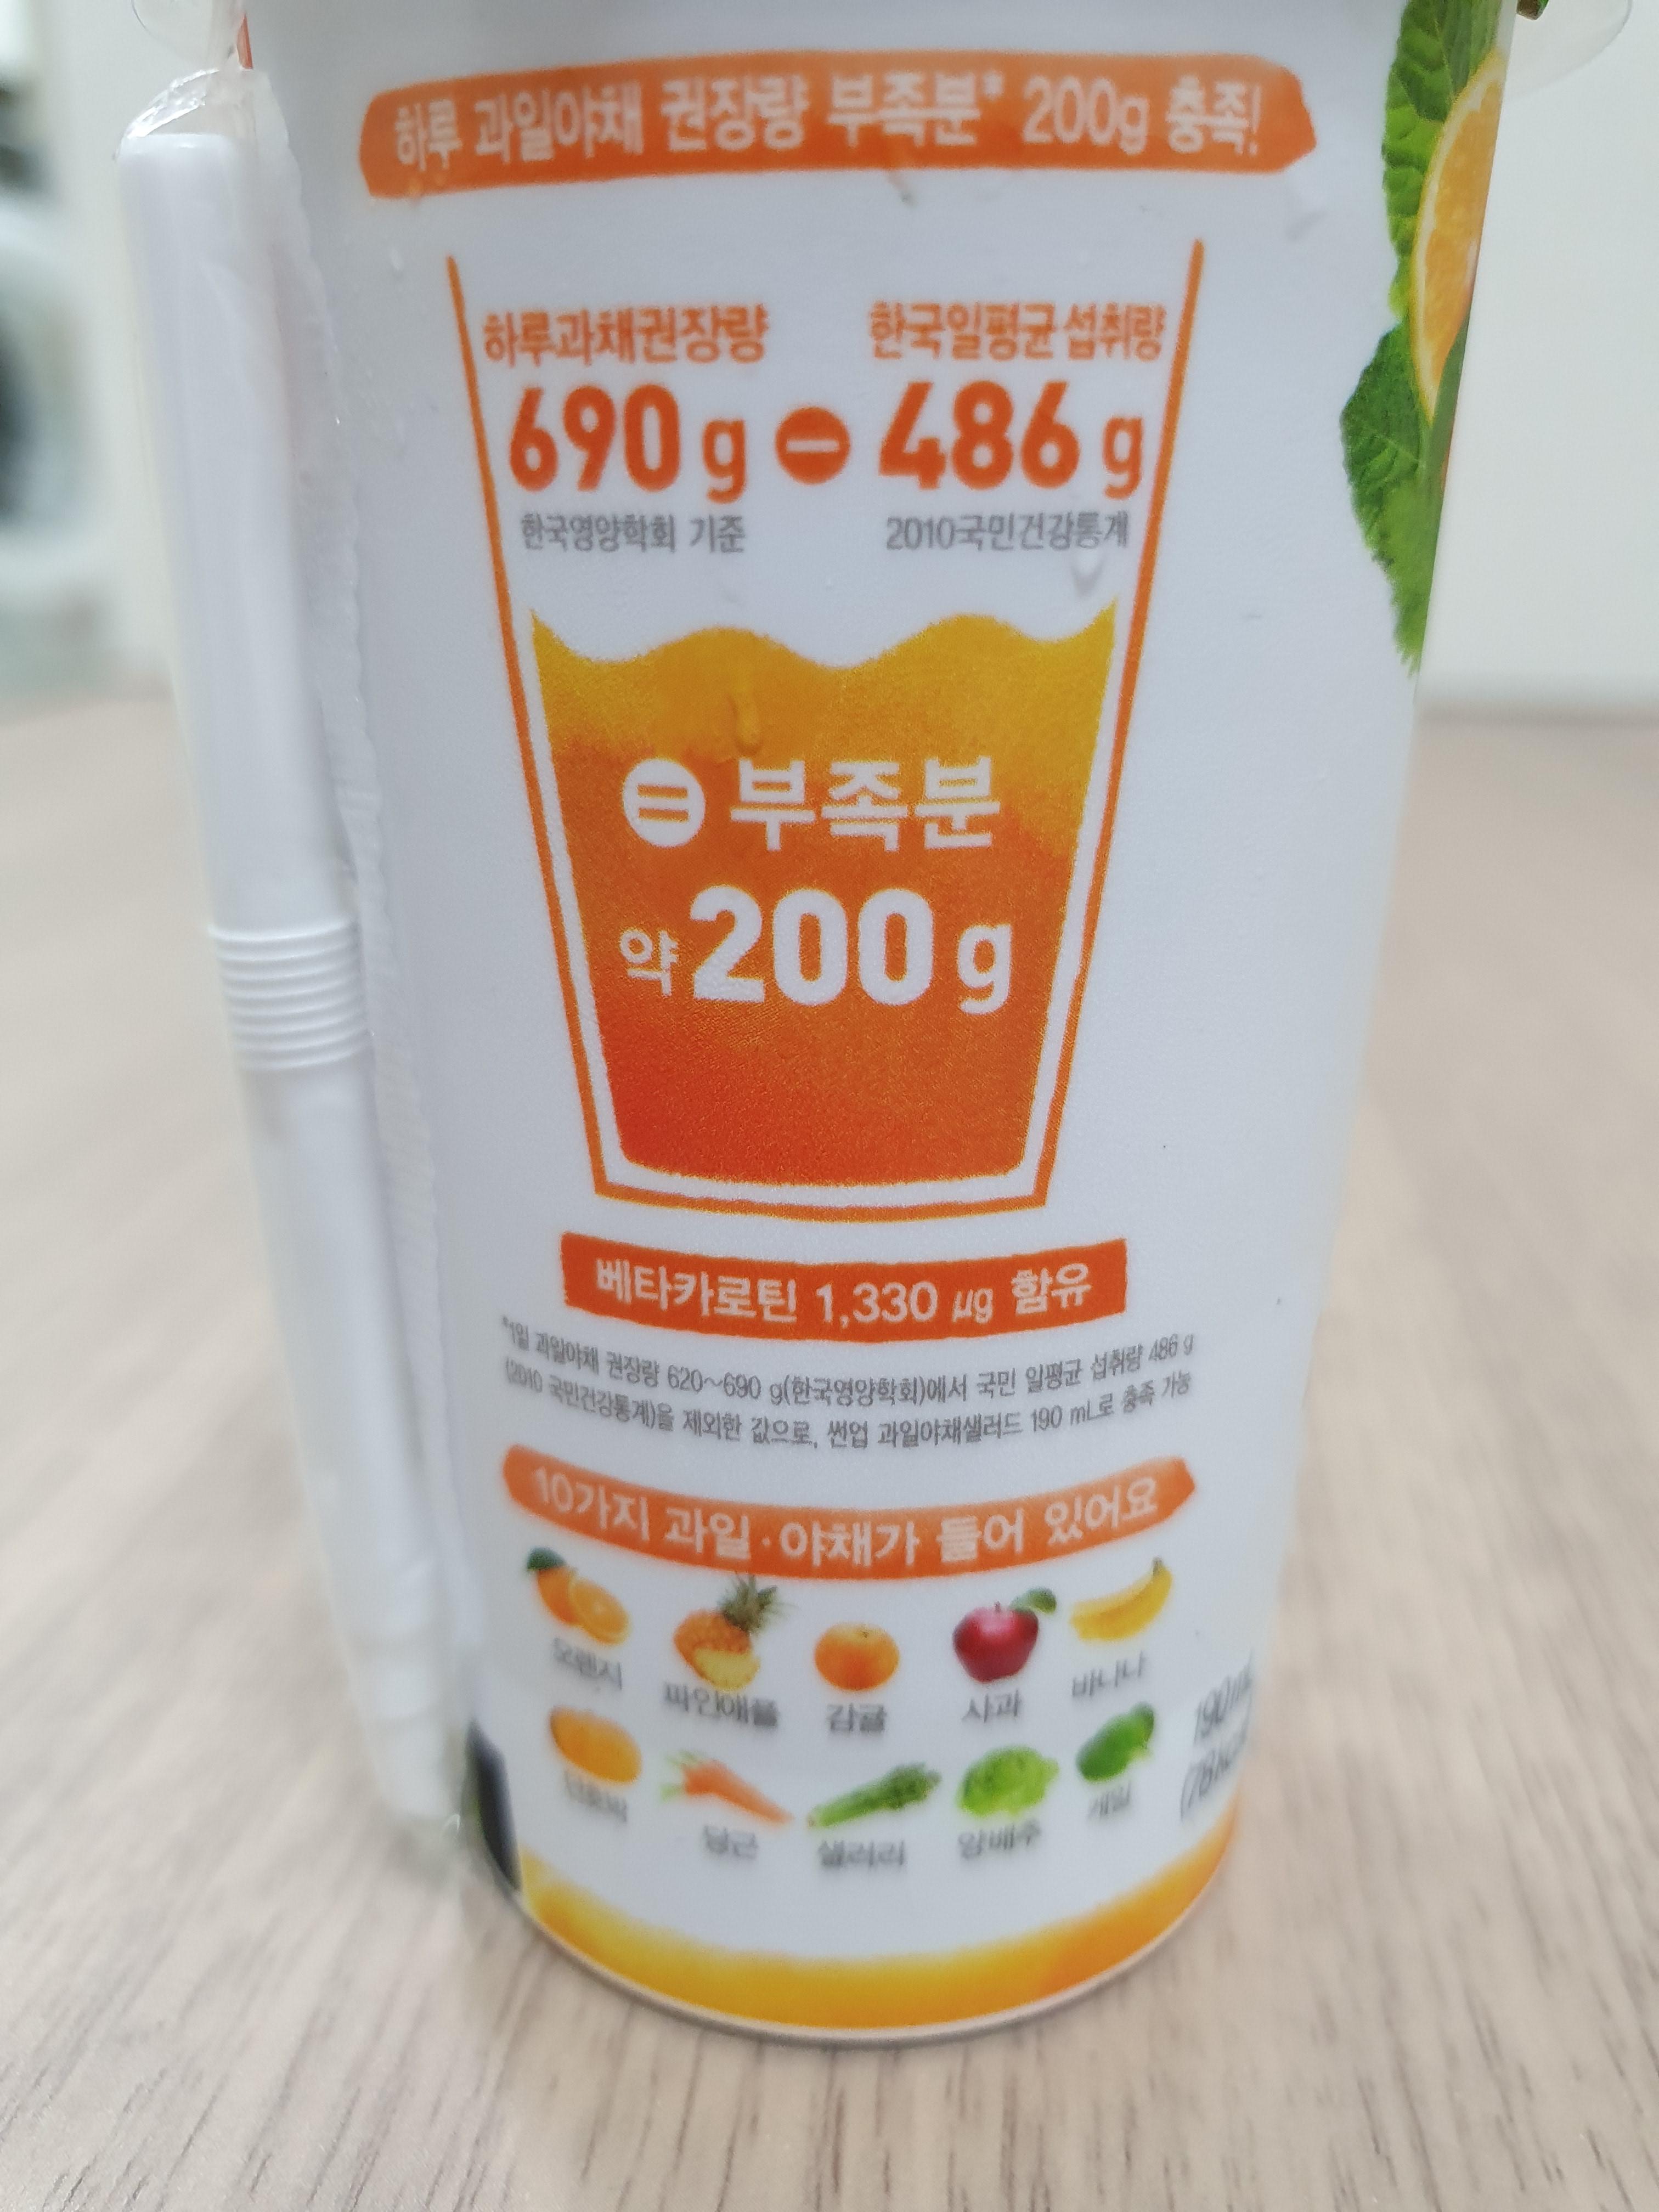 하루 과일야채 권장량 부족분* 200g 충족!
하루과채권장량 한국일평균 섭취량
690 g - 486 g
한국영양학회 기준 2010국민건강통계
= 부족분
약 200 g
베타카로틴 1,330 μg 함유
*1일 과일야채 권장량 620~690 g(한국영양학회)에서 국민 일평균 섭취량 486 g
(2010 국민건강통계)을 제외한 값으로, 썬업 과일야채샐러드 190 mL로 충족 가능
10가지 과일·야채가 들어 있어요
오렌지 파인애플 감귤 사과 바나나
단호박 당근 샐러리 양배추 케일
190 mL